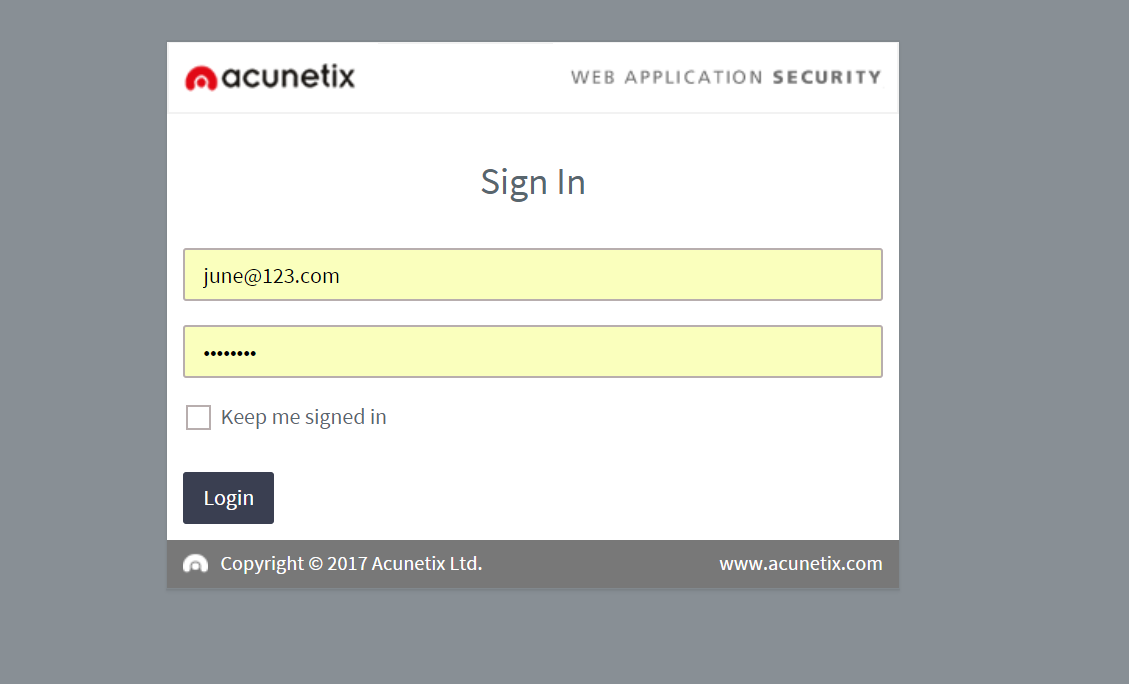 acunetix
WEB APPLICATION SECURITY
Sign In
june@123.com
••••••••
Keep me signed in
Login
Copyright © 2017 Acunetix Ltd.
www.acunetix.com